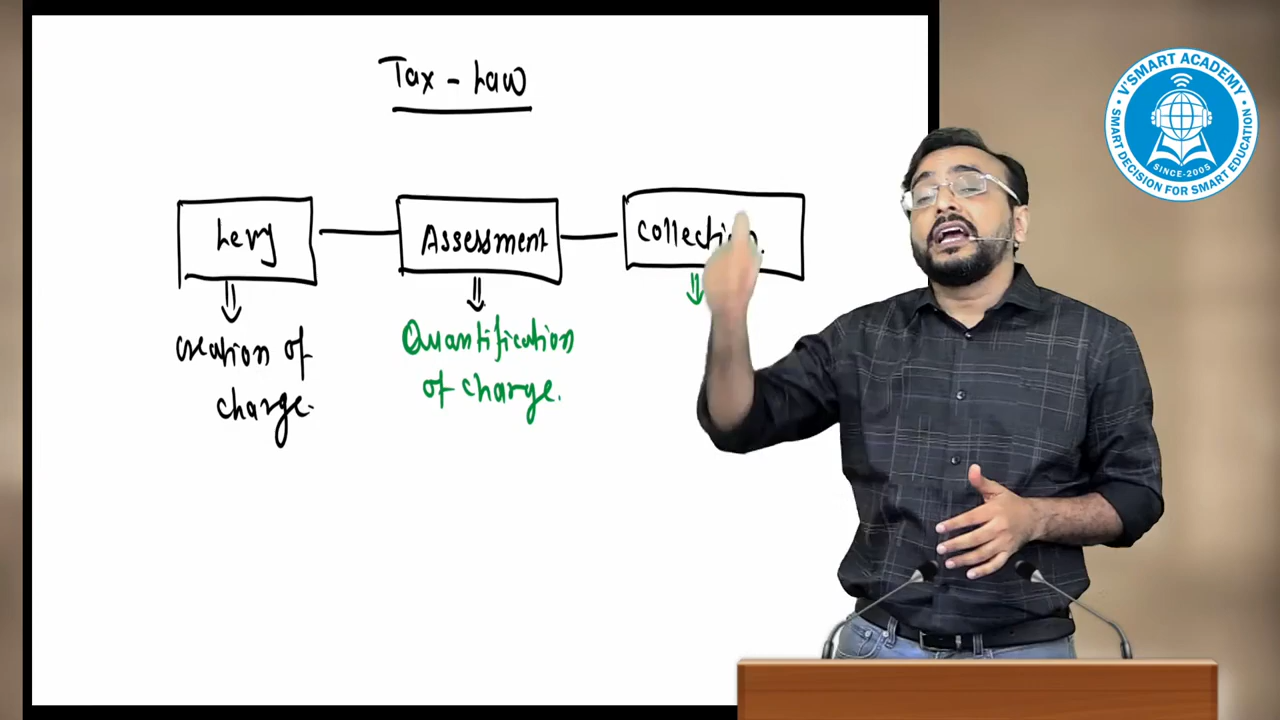 Tax - Law
Levy
Assessment
Collection.
Creation of
charge.
Quantification
of charge.
V'SMART ACADEMY
SINCE-2005
SMART DECISION FOR SMART EDUCATION